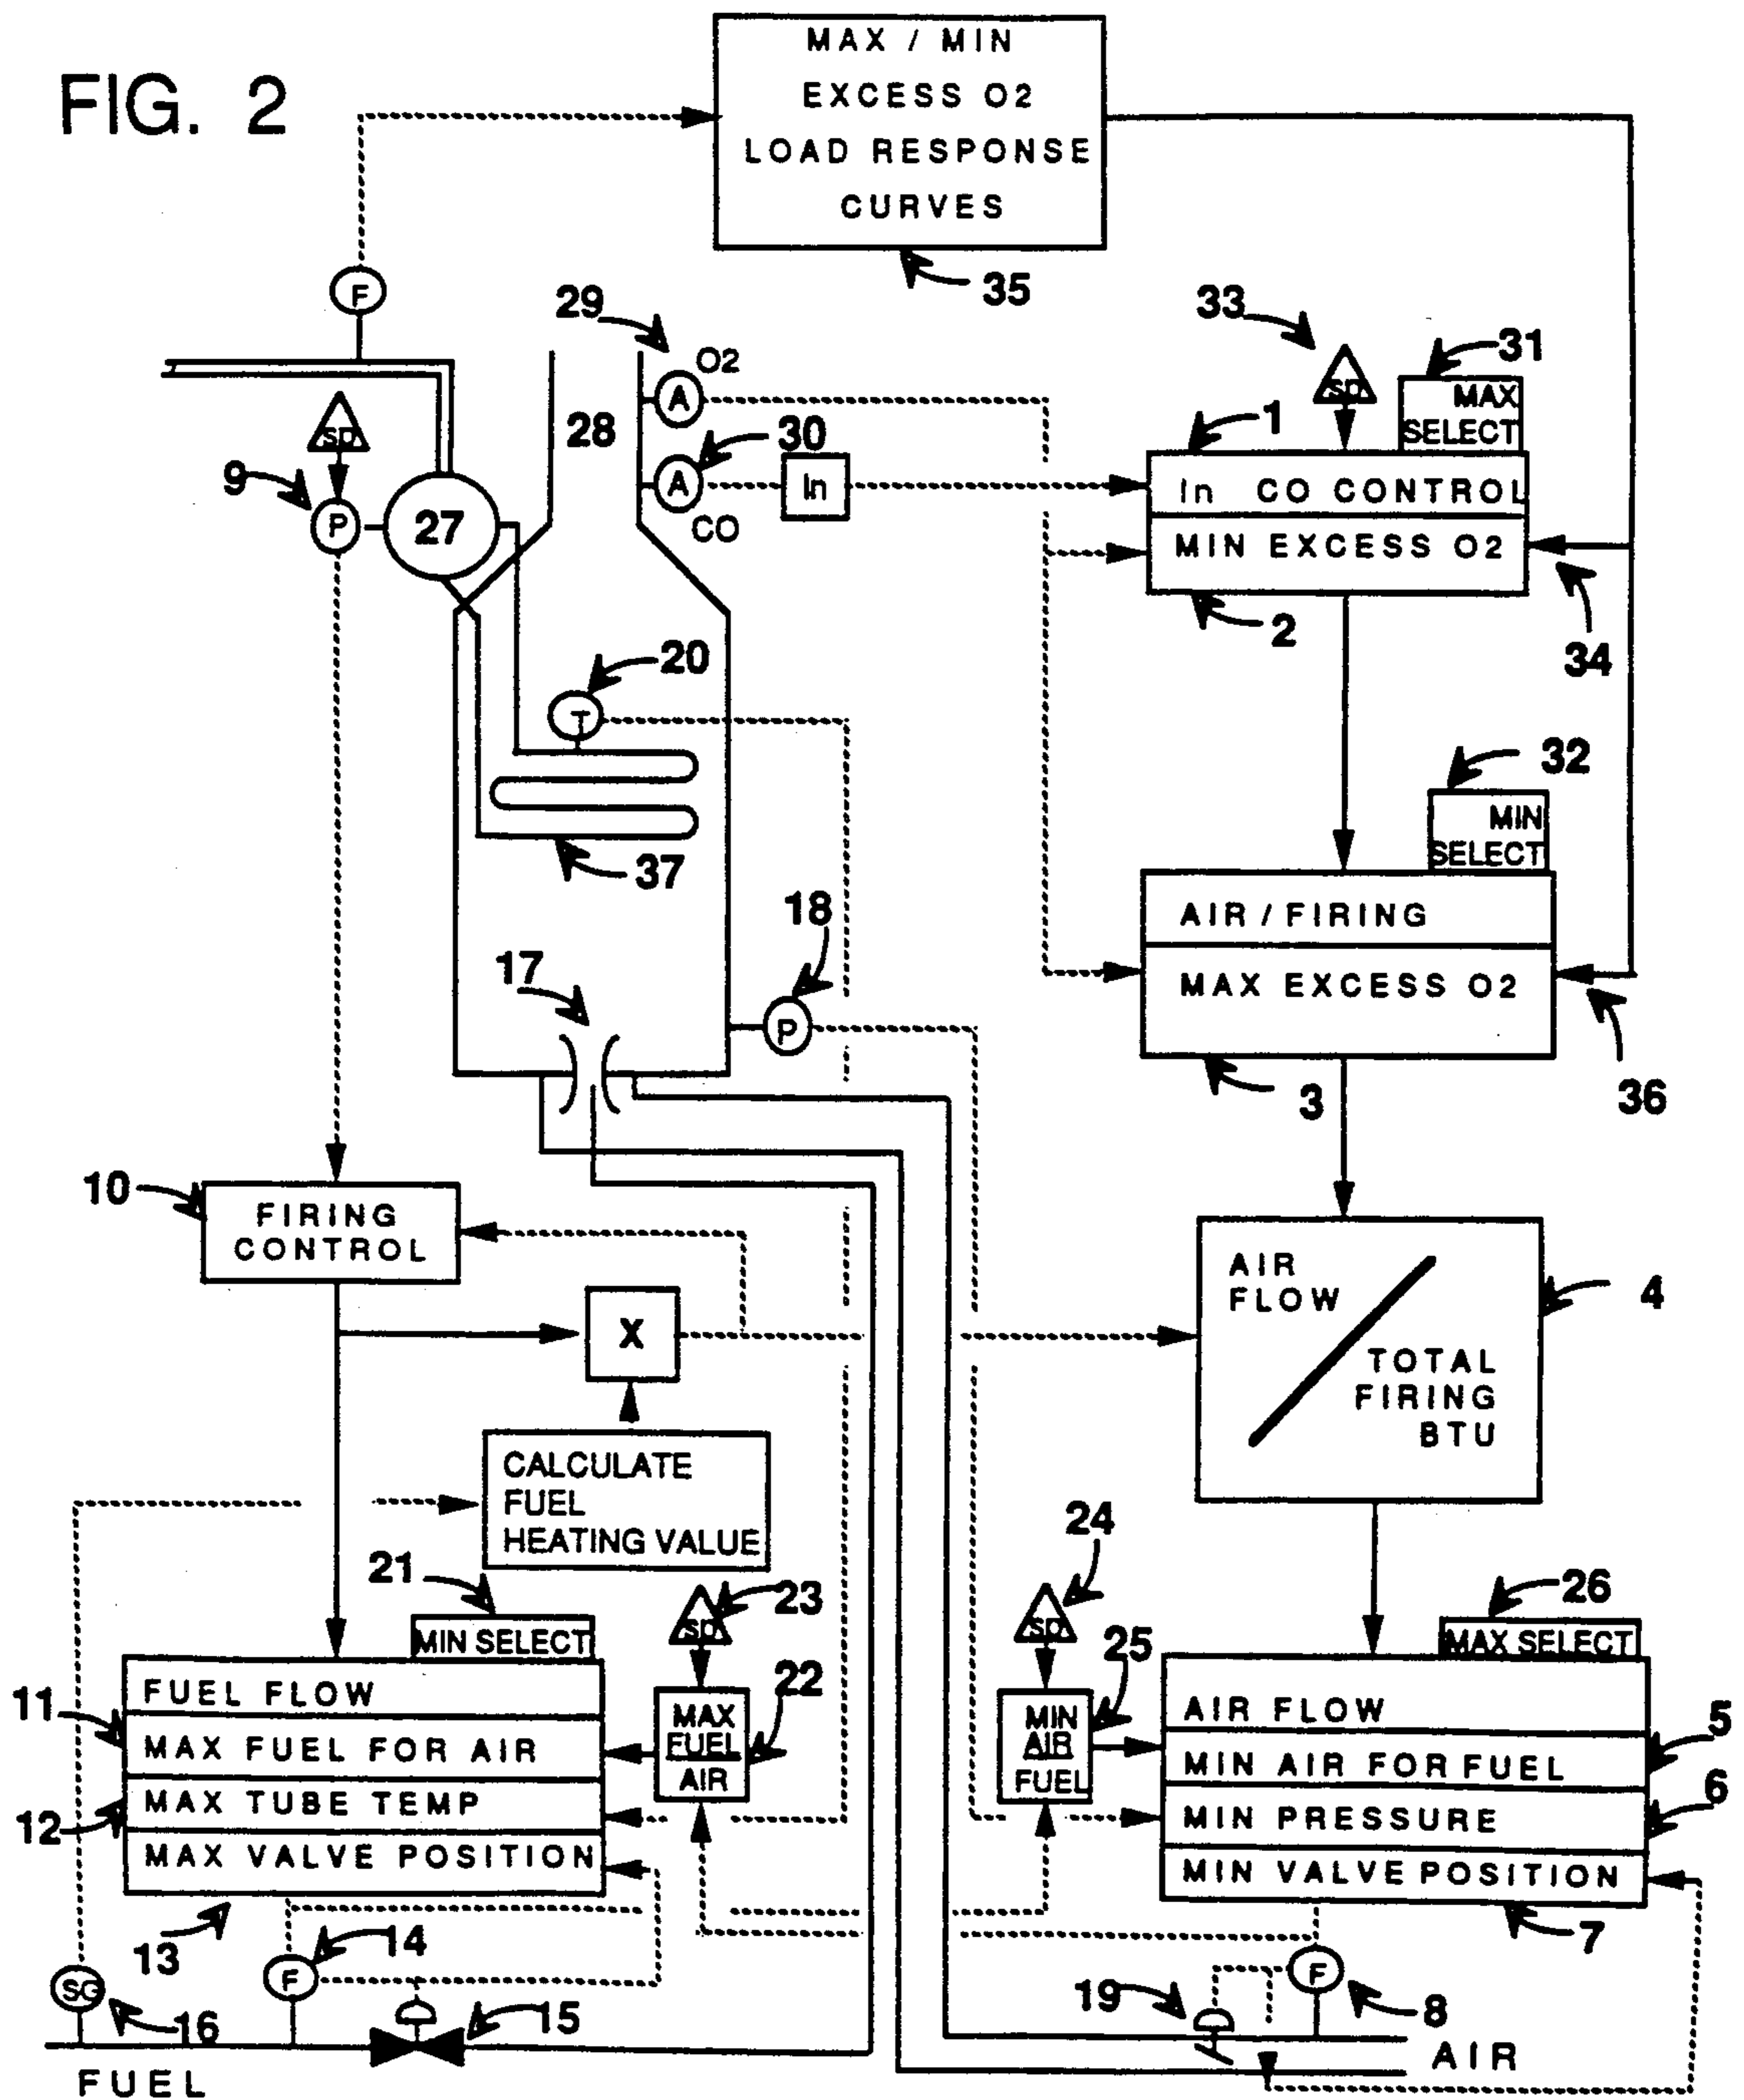 FIG. 2
MAX / MIN
EXCESS O2
LOAD RESPONSE
CURVES
35
F
29
O2
A
28
30
A
CO
In
33
sp
31
MAX
SELECT
1
In CO CONTROL
MIN EXCESS O2
2
34
sp
9
P
27
20
T
37
32
MIN
SELECT
AIR / FIRING
MAX EXCESS O2
3
36
18
P
17
10
FIRING
CONTROL
X
AIR
FLOW
TOTAL
FIRING
BTU
4
CALCULATE
FUEL
HEATING VALUE
21
MIN SELECT
23
sp
24
sp
26
MAX SELECT
FUEL FLOW
11
MAX FUEL FOR AIR
12
MAX TUBE TEMP
MAX VALVE POSITION
13
22
MAX
FUEL
AIR
25
MIN
AIR
FUEL
AIR FLOW
5
MIN AIR FOR FUEL
6
MIN PRESSURE
MIN VALVE POSITION
7
14
F
SG
16
15
FUEL
19
F
8
AIR